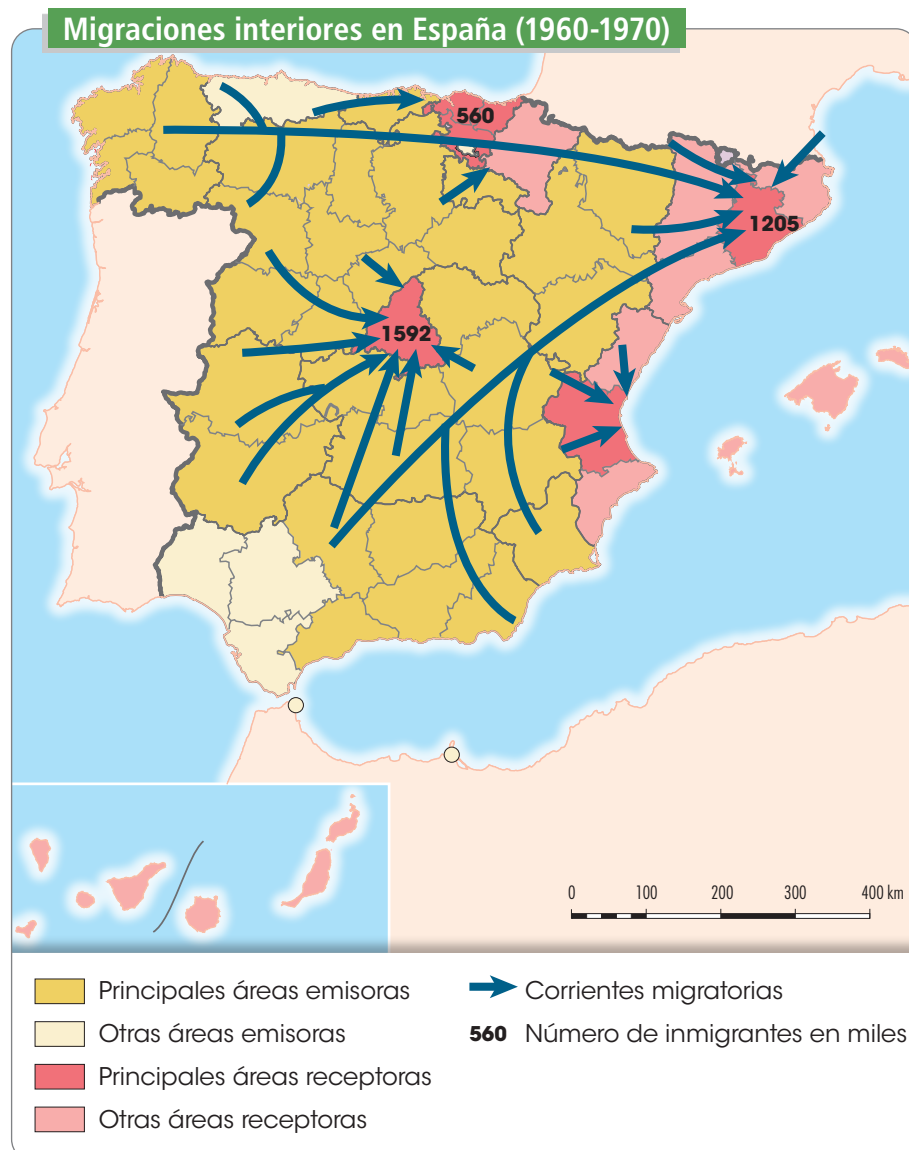 Migraciones interiores en España (1960-1970)
560
1205
1592
0 100 200 300 400 km
Principales áreas emisoras
Otras áreas emisoras
Principales áreas receptoras
Otras áreas receptoras
Corrientes migratorias
560 Número de inmigrantes en miles